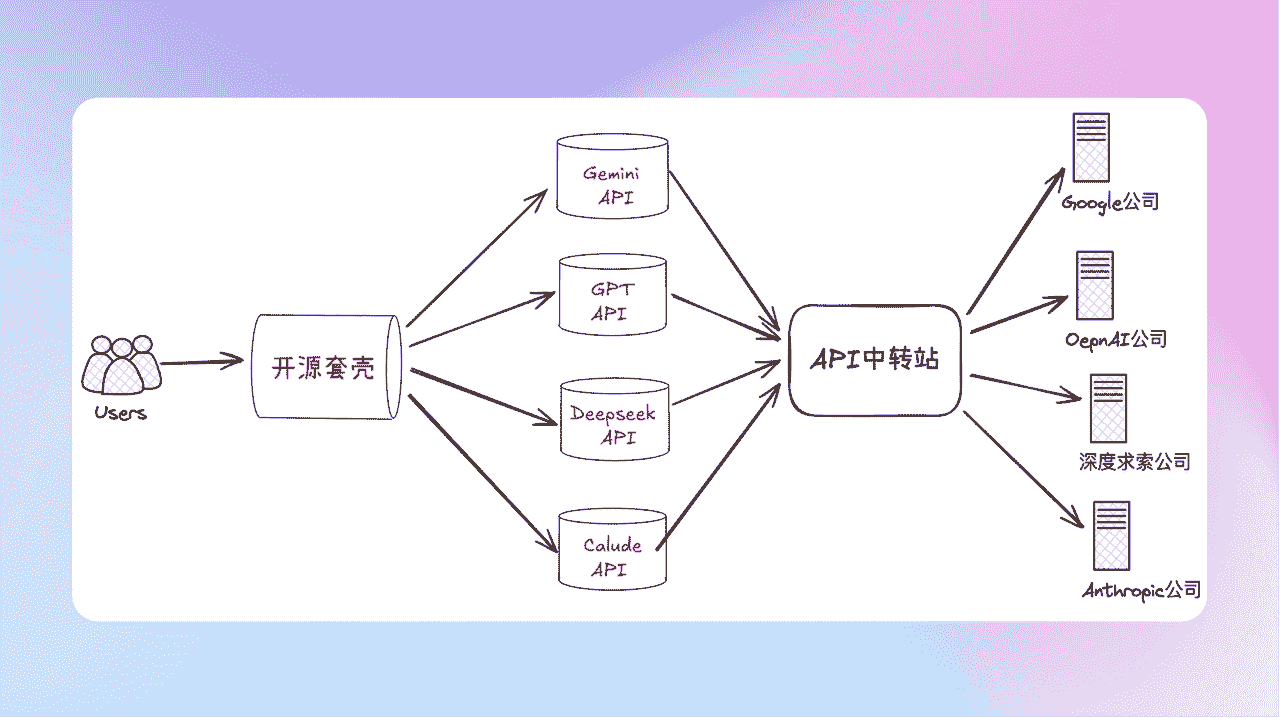 Users
开源套壳
Gemini
API
GPT
API
Deepseek
API
Calude
API
API中转站
Google公司
OepnAI公司
深度求索公司
Anthropic公司